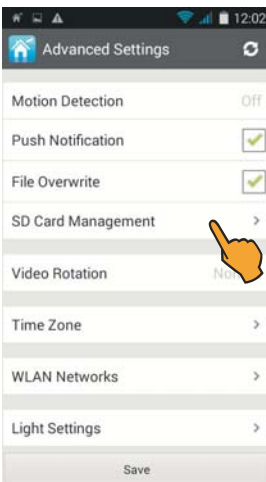 12:02
Advanced Settings
Motion Detection Off
Push Notification
File Overwrite
SD Card Management
Video Rotation
Time Zone
WLAN Networks
Light Settings
Save